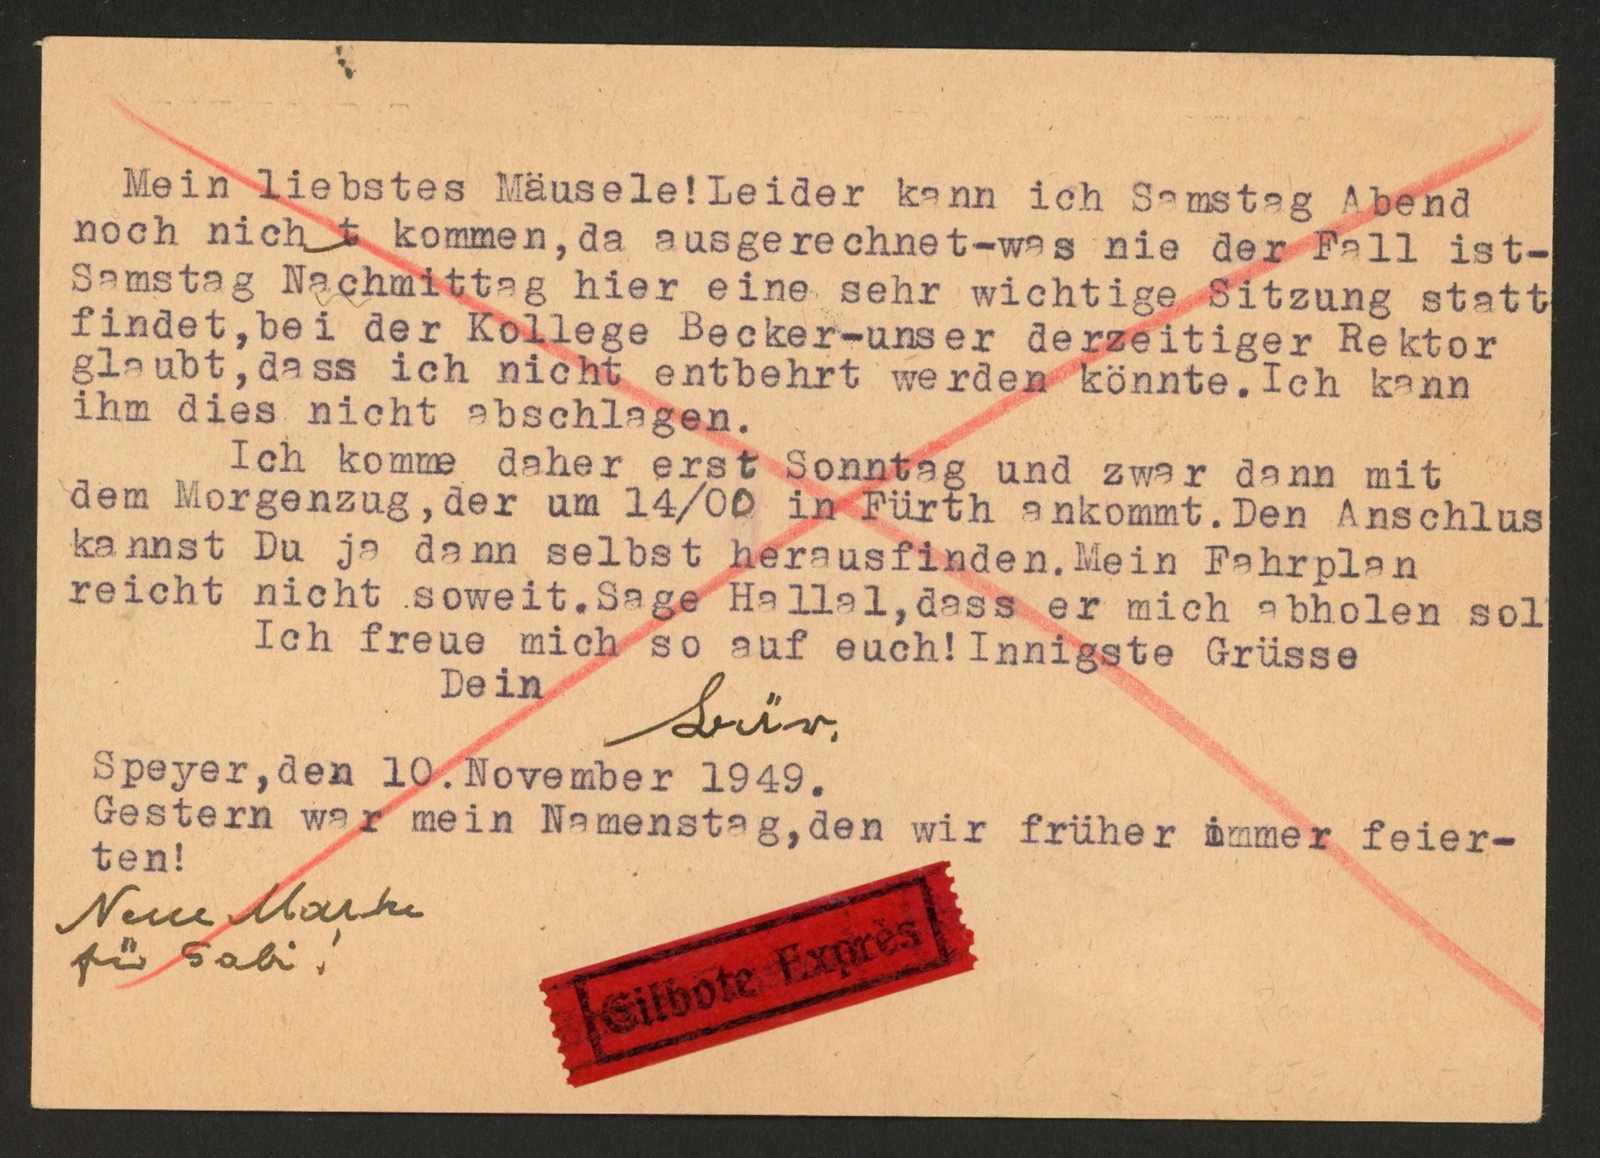 Mein liebstes Mäusele!Leider kann ich Samstag Abend
noch nicht kommen,da ausgerechnet-was nie der Fall ist-
Samstag Nachmittag hier eine sehr wichtige Sitzung statt
findet,bei der Kollege Becker-unser derzeitiger Rektor
glaubt,dass ich nicht entbehrt werden könnte.Ich kann
ihm dies nicht abschlagen.
Ich komme daher erst Sonntag und zwar dann mit
dem Morgenzug,der um 14/00 in Fürth ankommt.Den Anschlus
kannst Du ja dann selbst herausfinden.Mein Fahrplan
reicht nicht soweit.Sage Hallal,dass er mich abholen sol
Ich freue mich so auf euch!Innigste Grüsse
Dein
Speyer,den 10.November 1949.
Gestern war mein Namenstag,den wir früher immer feier-
ten!
Neue Marke
für Gabi!
Eilbote Exprès